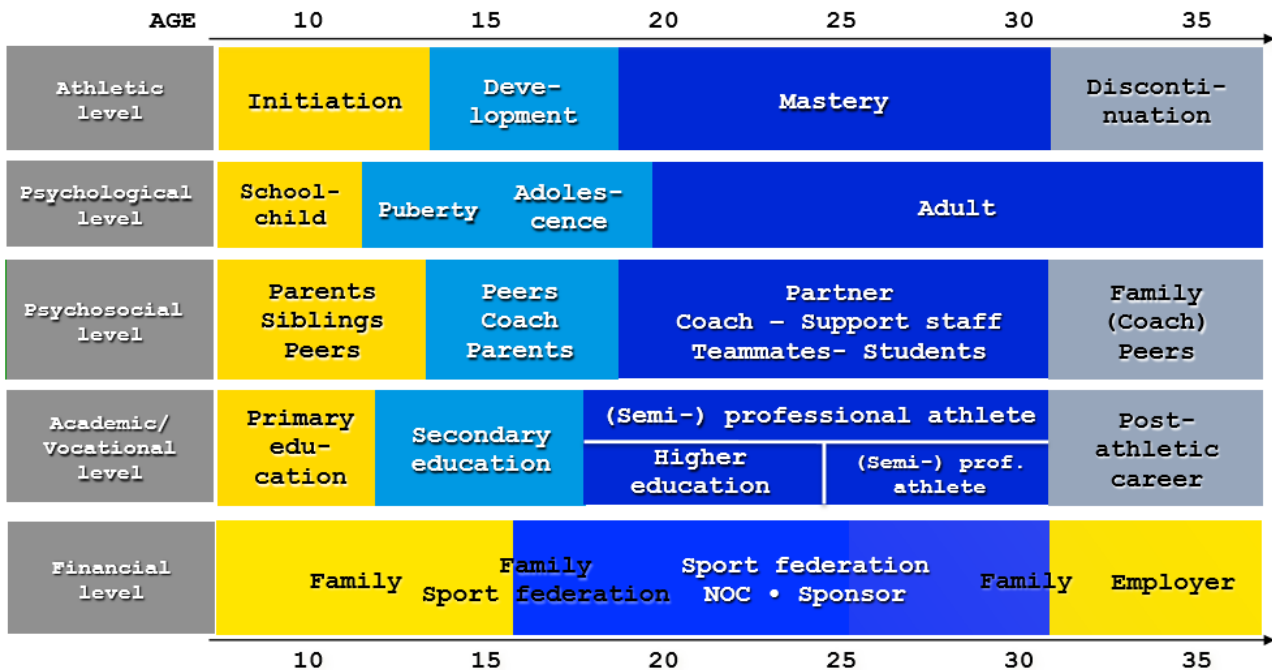 AGE 10 15 20 25 30 35
Athletic
level
Initiation
Deve-
lopment
Mastery
Disconti-
nuation
Psychological
level
School-
child
Puberty
Adoles-
cence
Adult
Psychosocial
level
Parents
Siblings
Peers
Peers
Coach
Parents
Partner
Coach – Support staff
Teammates- Students
Family
(Coach)
Peers
Academic/
Vocational
level
Primary
edu-
cation
Secondary
education
(Semi-) professional athlete
Higher
education
(Semi-) prof.
athlete
Post-
athletic
career
Financial
level
Family
Family
Sport federation
Sport federation
NOC • Sponsor
Family
Employer
10 15 20 25 30 35